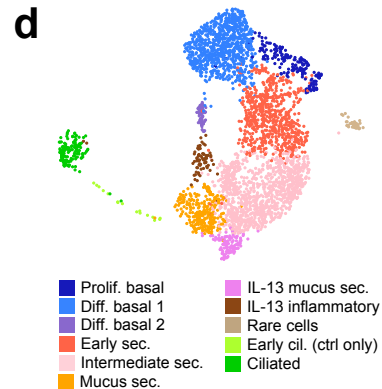 d
Prolif. basal
Diff. basal 1
Diff. basal 2
Early sec.
Intermediate sec.
Mucus sec.
IL-13 mucus sec.
IL-13 inflammatory
Rare cells
Early cil. (ctrl only)
Ciliated